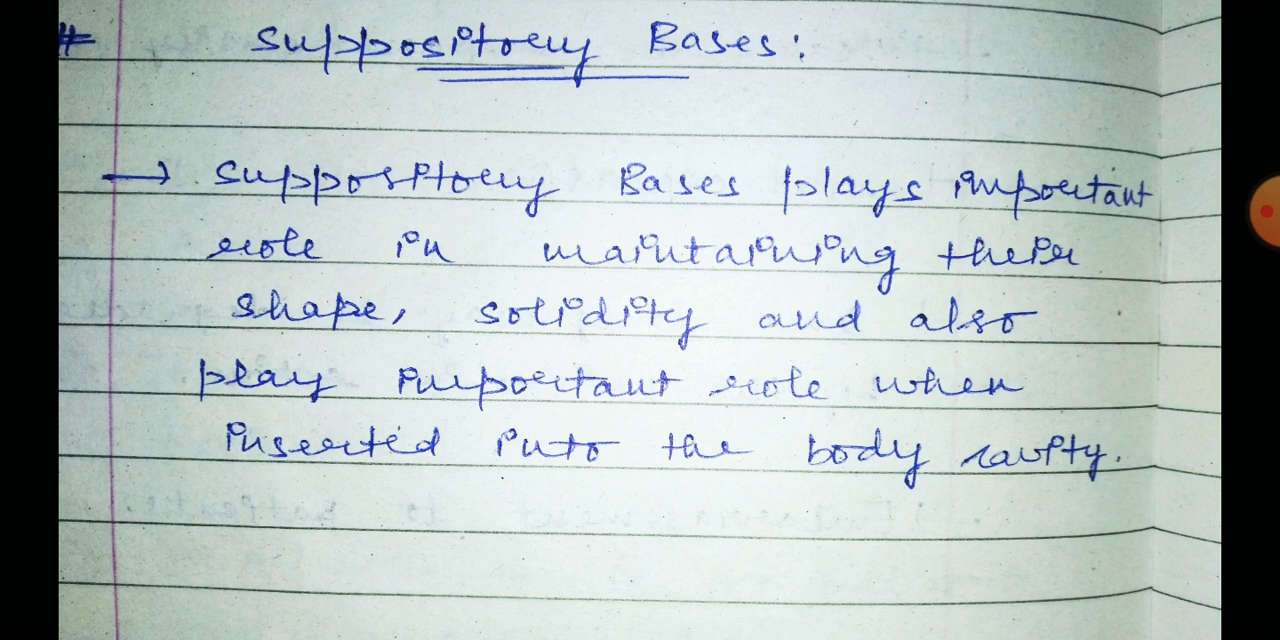 # Suppository Bases:
→ Suppository Bases plays important
role in maintaining their
shape, solidity and also
play important role when
inserted into the body cavity.